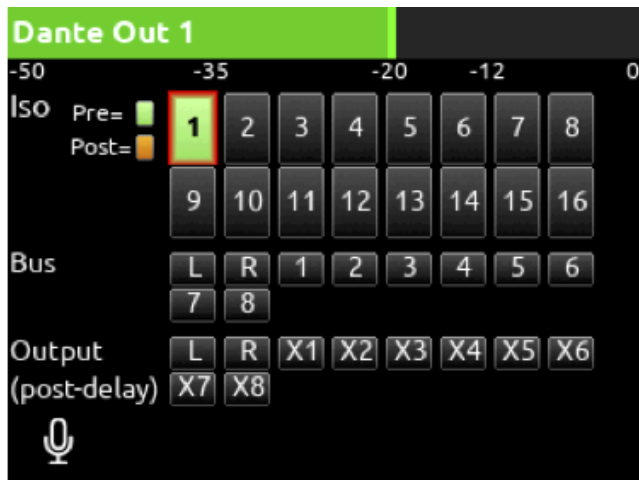 Dante Out 1
-50 -35 -20 -12 0
Iso Pre= 1 2 3 4 5 6 7 8
Post=
9 10 11 12 13 14 15 16
Bus L R 1 2 3 4 5 6
7 8
Output L R X1 X2 X3 X4 X5 X6
(post-delay) X7 X8